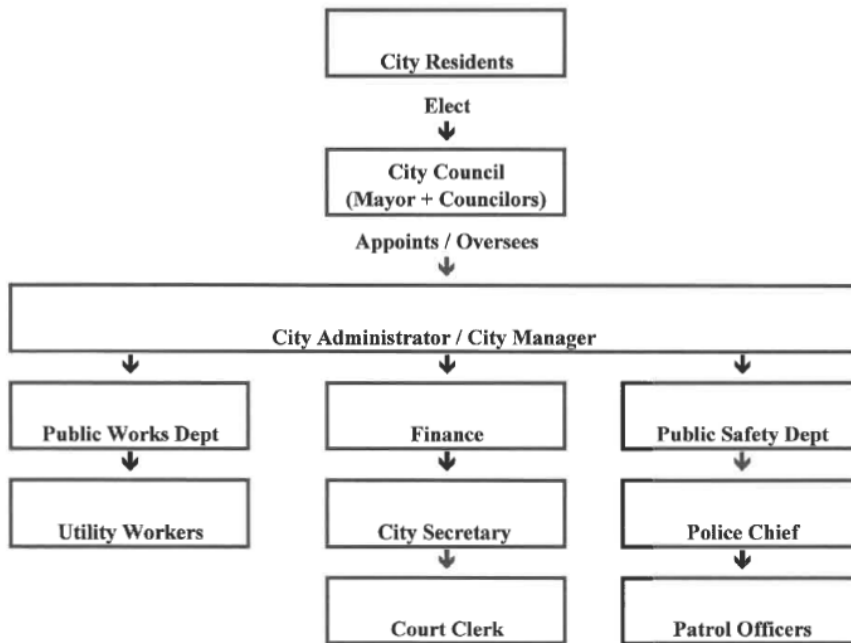 City Residents
Elect
City Council
(Mayor + Councilors)
Appoints / Oversees
City Administrator / City Manager
Public Works Dept
Finance
Public Safety Dept
Utility Workers
City Secretary
Police Chief
Court Clerk
Patrol Officers